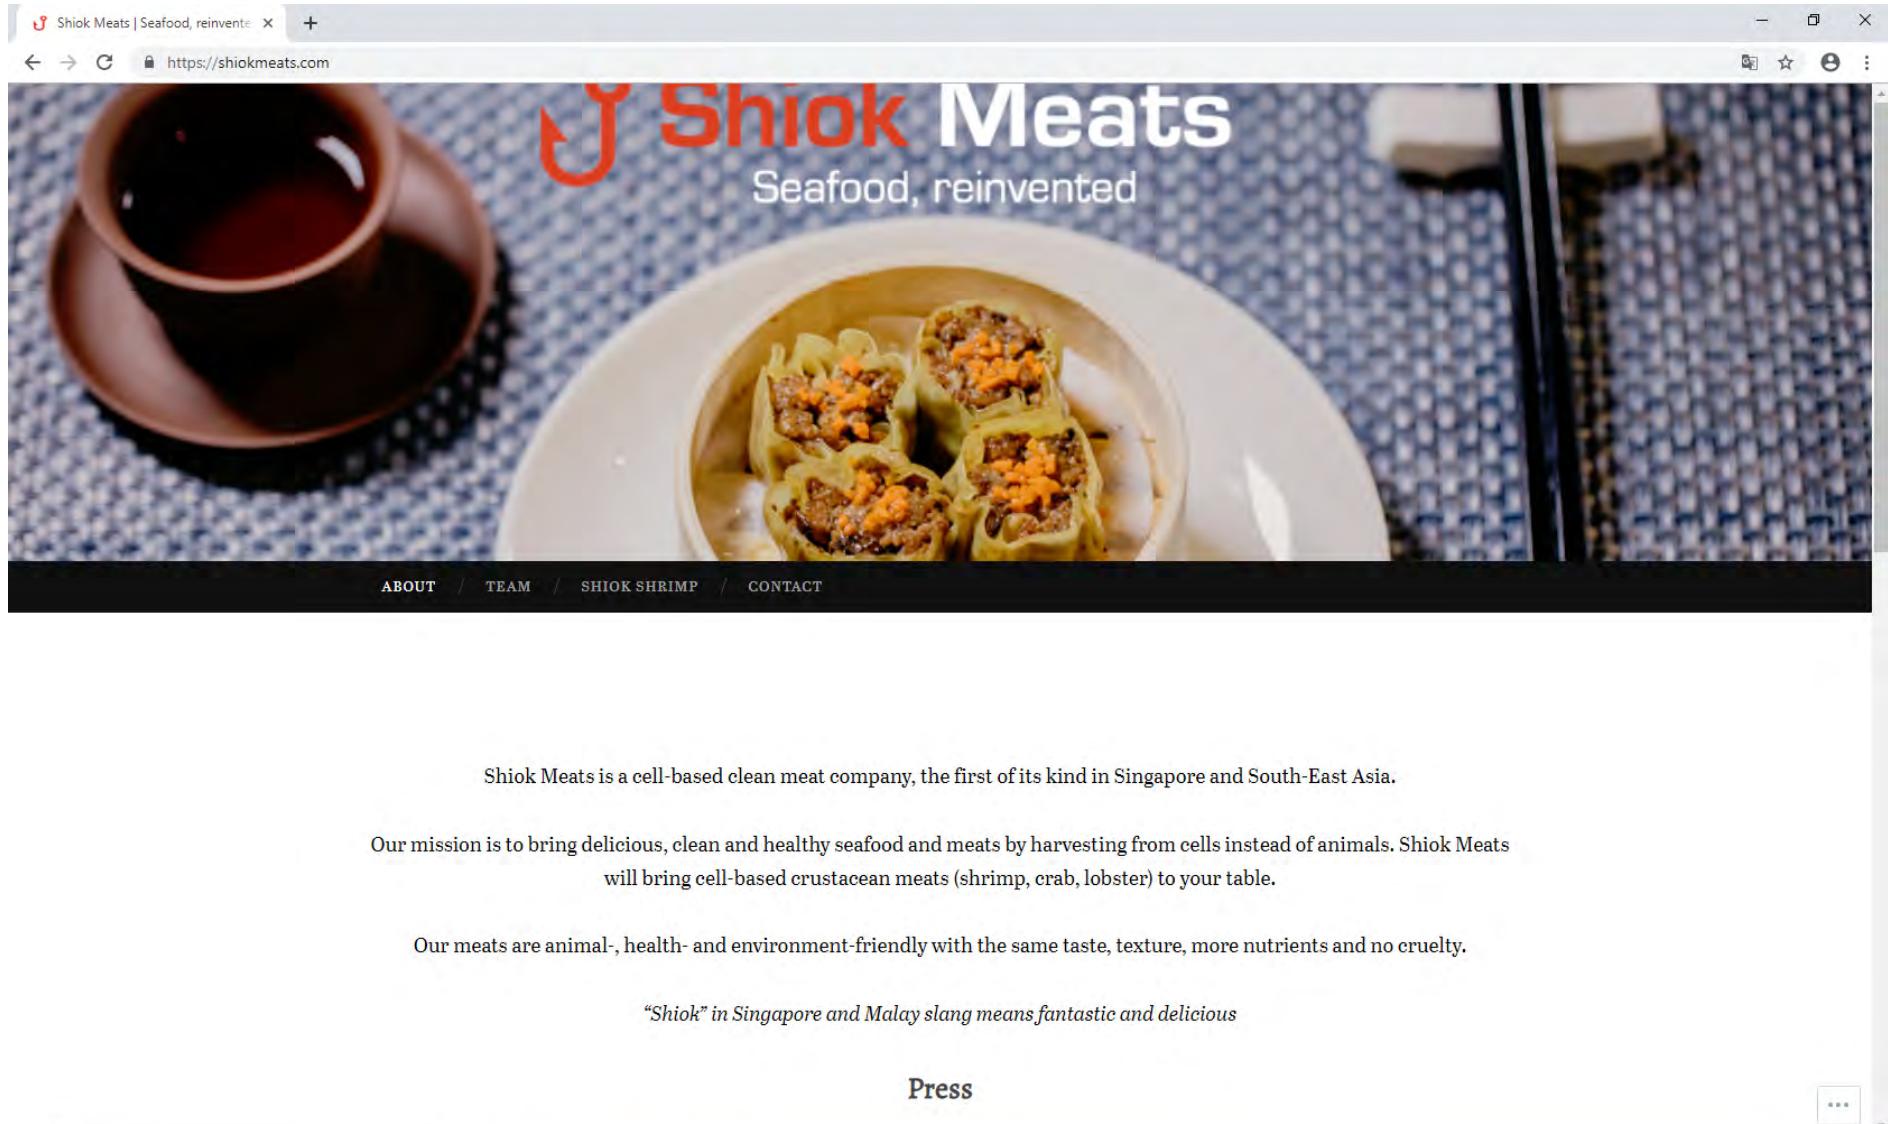 Shiok Meats | Seafood, reinvente
https://shiokmeats.com
Shiok Meats
Seafood, reinvented
ABOUT / TEAM / SHIOK SHRIMP / CONTACT
Shiok Meats is a cell-based clean meat company, the first of its kind in Singapore and South-East Asia.
Our mission is to bring delicious, clean and healthy seafood and meats by harvesting from cells instead of animals. Shiok Meats
will bring cell-based crustacean meats (shrimp, crab, lobster) to your table.
Our meats are animal-, health- and environment-friendly with the same taste, texture, more nutrients and no cruelty.
“Shiok” in Singapore and Malay slang means fantastic and delicious
Press